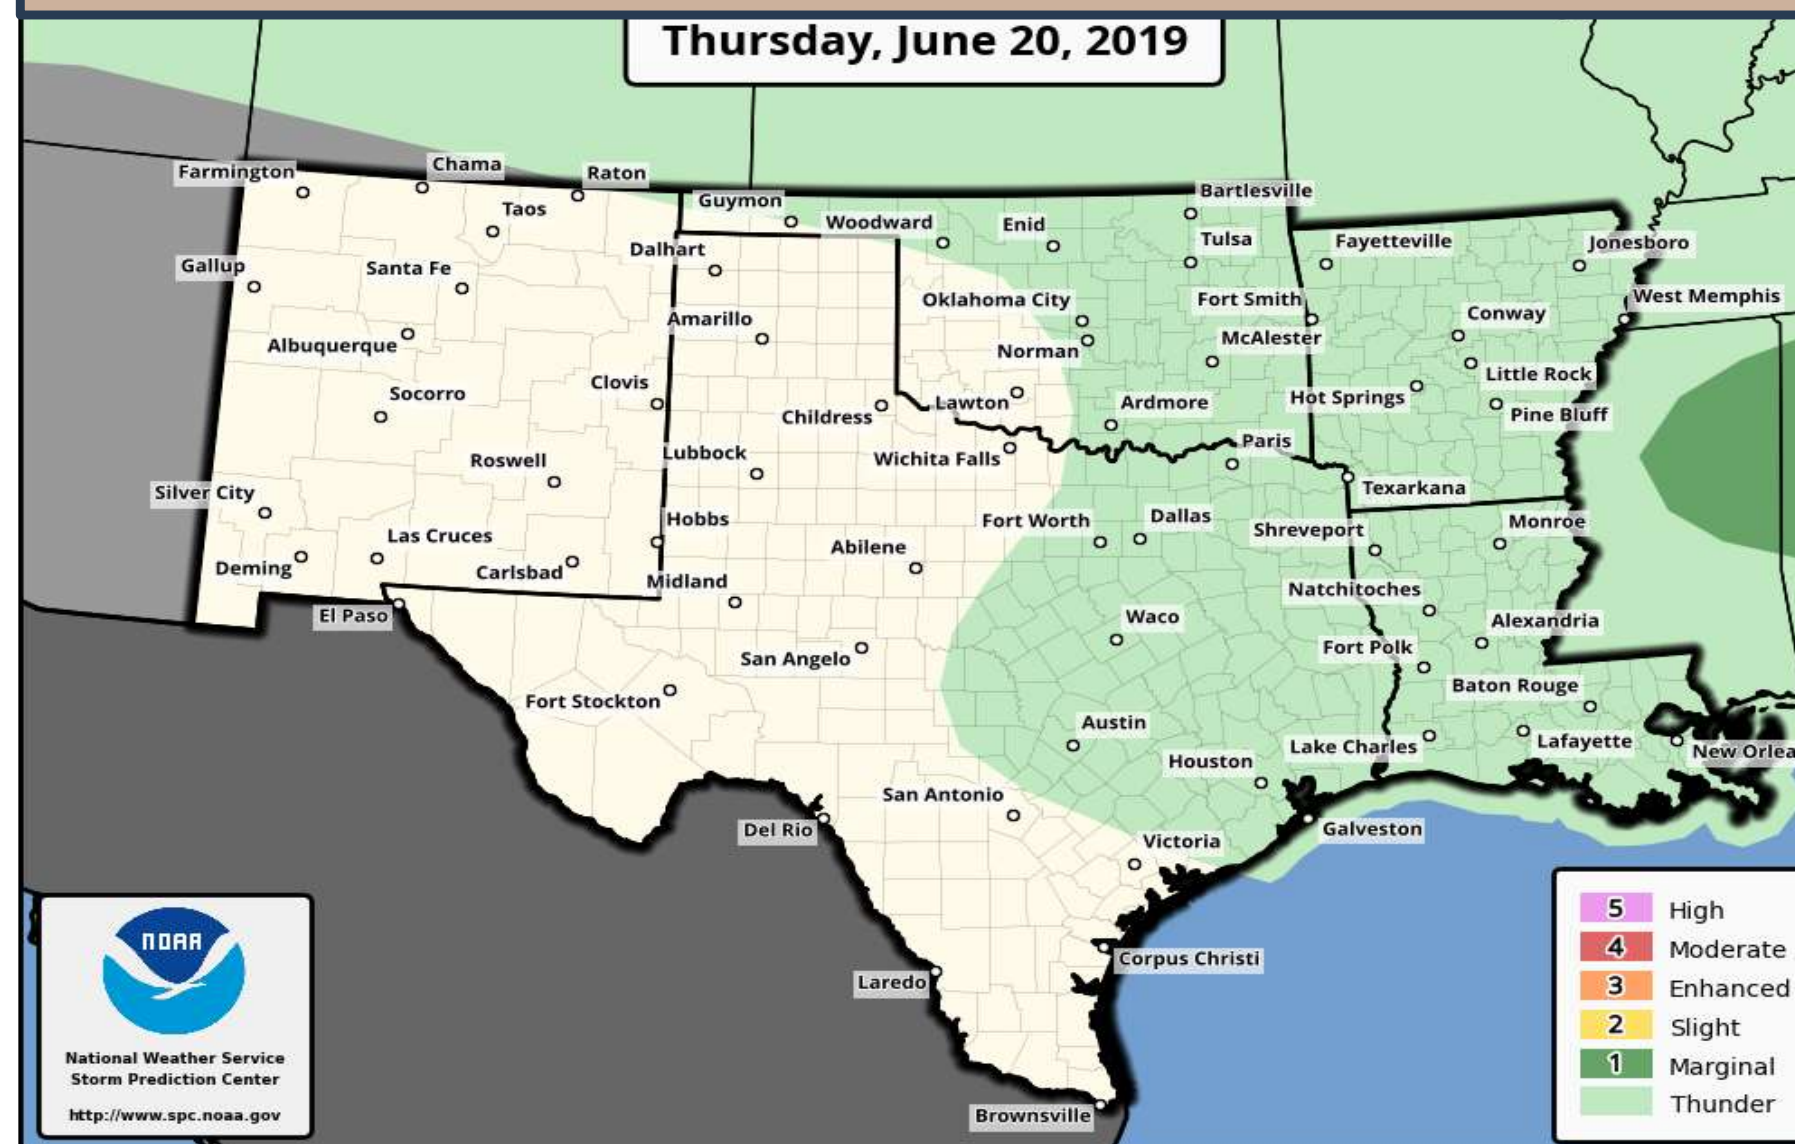 Thursday, June 20, 2019
Farmington
Chama
Raton
Taos
Guymon
Woodward
Enid
Bartlesville
Tulsa
Fayetteville
Jonesboro
Gallup
Santa Fe
Dalhart
Oklahoma City
Fort Smith
West Memphis
Conway
Albuquerque
Amarillo
Norman
McAlester
Little Rock
Socorro
Clovis
Childress
Lawton
Ardmore
Hot Springs
Pine Bluff
Roswell
Lubbock
Wichita Falls
Paris
Texarkana
Silver City
Las Cruces
Hobbs
Abilene
Fort Worth
Dallas
Shreveport
Monroe
Deming
Carlsbad
Midland
Natchitoches
El Paso
San Angelo
Waco
Fort Polk
Alexandria
Fort Stockton
Baton Rouge
Austin
Lake Charles
Lafayette
New Orlea
Houston
San Antonio
Del Rio
Galveston
Victoria
Corpus Christi
Laredo
Brownsville
NOAA
National Weather Service
Storm Prediction Center
http://www.spc.noaa.gov
5 High
4 Moderate
3 Enhanced
2 Slight
1 Marginal
Thunder